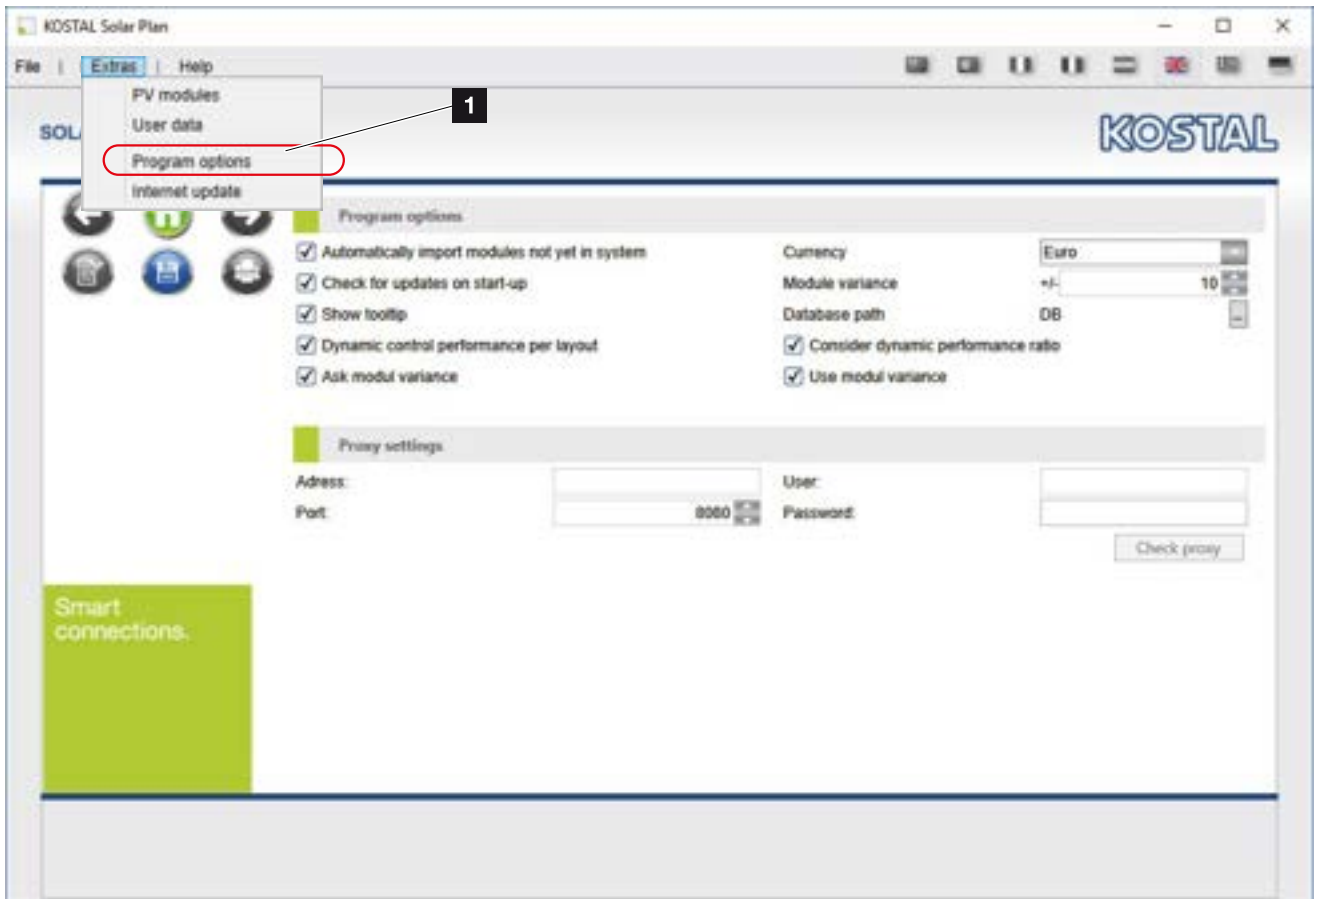 KOSTAL Solar Plan
File | Extras | Help
PV modules
User data
Program options
Internet update
1
SOL
KOSTAL
Program options
Automatically import modules not yet in system
Check for updates on start-up
Show tooltip
Dynamic control performance per layout
Ask modul variance
Currency Euro
Module variance +/- 10
Database path DB ...
Consider dynamic performance ratio
Use modul variance
Proxy settings
Adress:
Port: 8080
User:
Password:
Check proxy
Smart
connections.